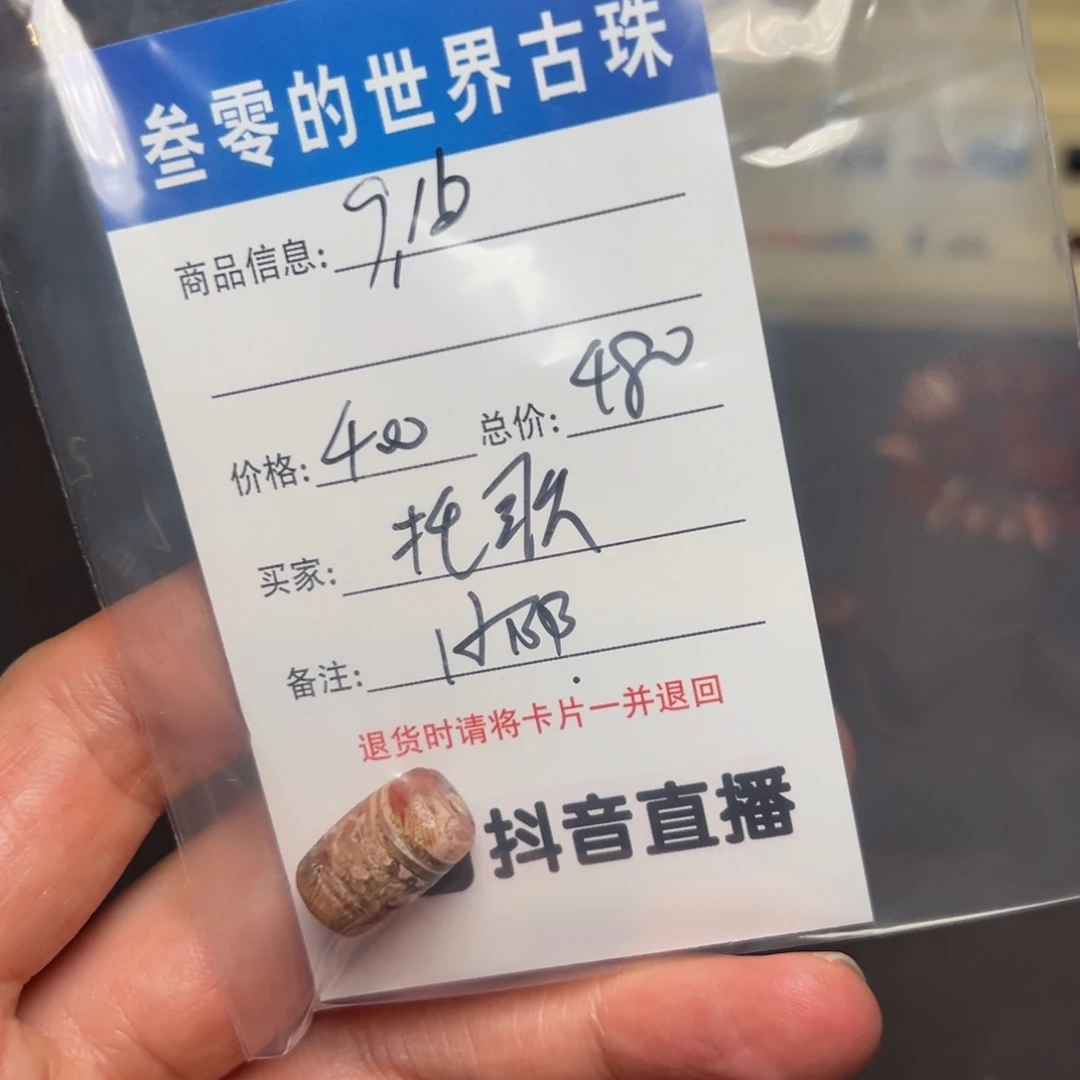 叁零的世界古珠
商品信息: 9,16
价格: 400 总价: 480
买家: 托
备注:
退货时请将卡片一并退回
抖音直播